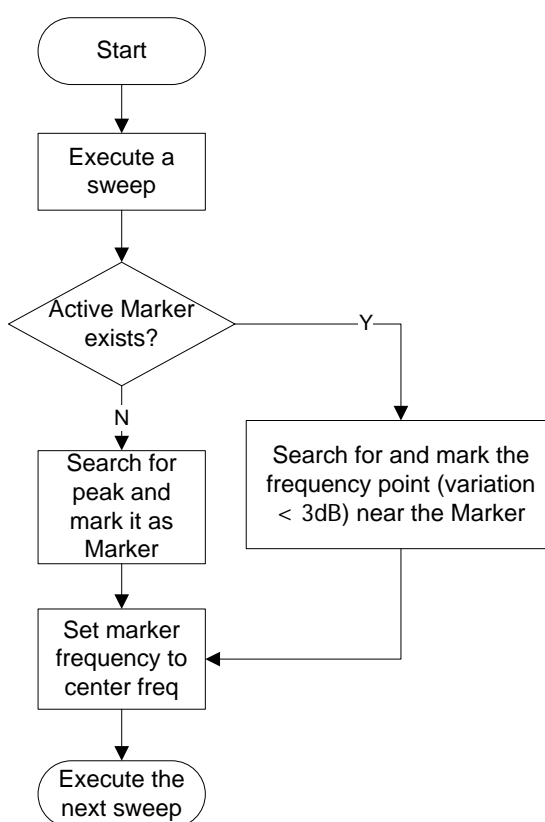 Start
Execute a
sweep
Active Marker
exists?
Y
N
Search for
peak and
mark it as
Marker
Search for and mark the
frequency point (variation
< 3dB) near the Marker
Set marker
frequency to
center freq
Execute the
next sweep